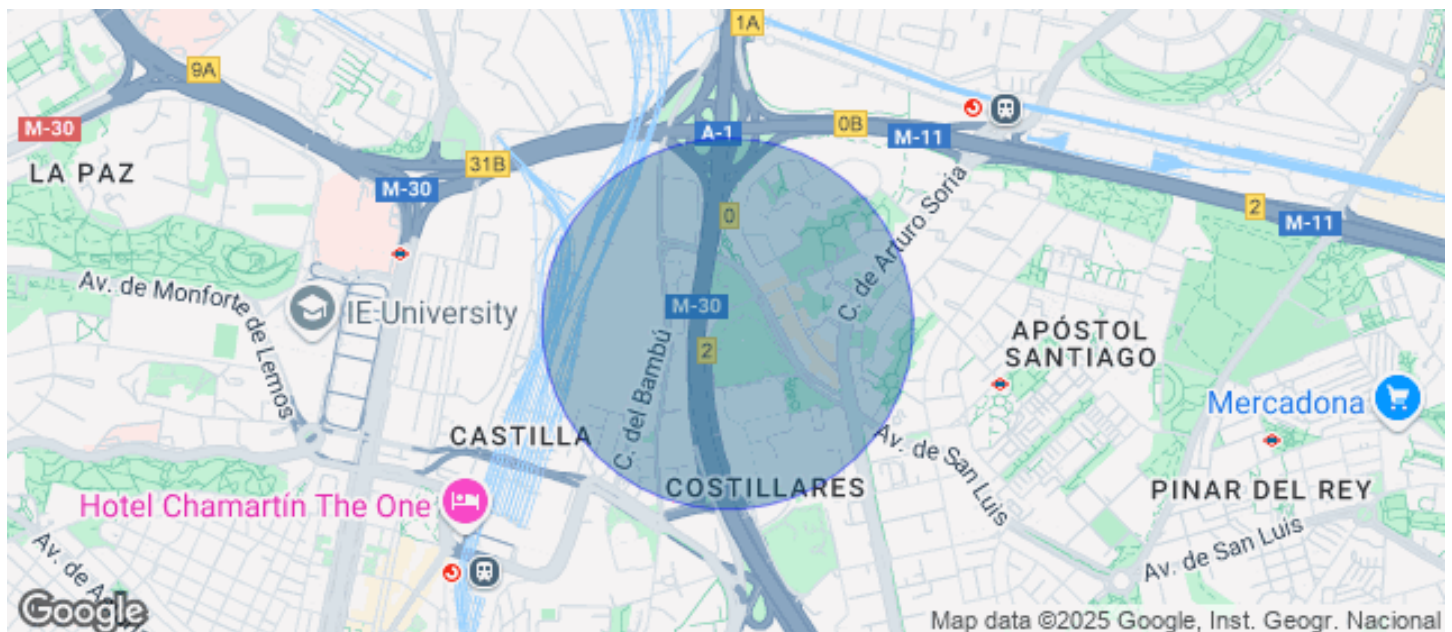 1A
9A
M-30
0B
A-1
M-11
31B
LA PAZ
M-30
C. de Arturo Soria
0
2
M-11
Av. de Monforte de Lemos
IE University
M-30
2
C. del Bambú
APÓSTOL
SANTIAGO
Mercadona
CASTILLA
Av. de San Luis
COSTILLARES
PINAR DEL REY
Hotel Chamartín The One
Av. de San Luis
Google
Map data ©2025 Google, Inst. Geogr. Nacional